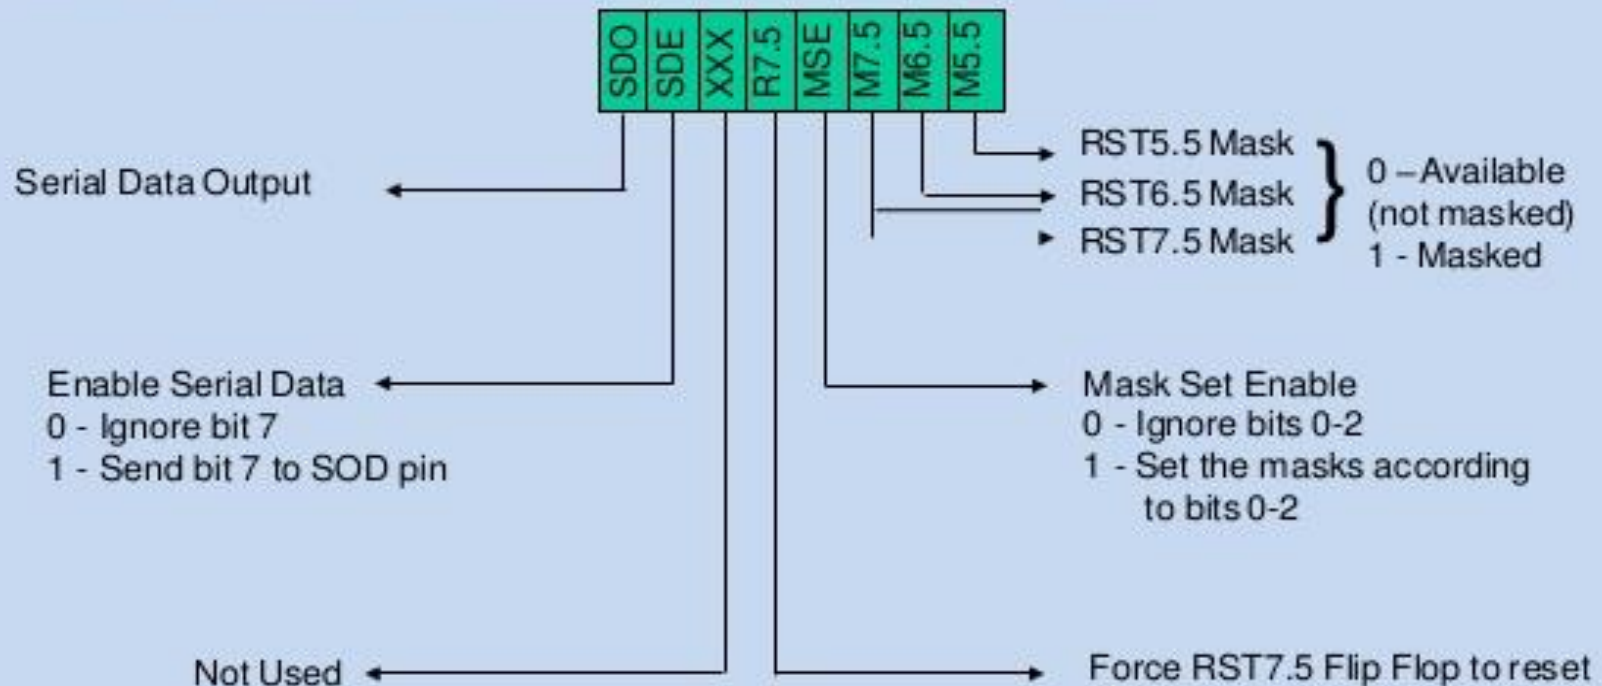 SDO SDE XXX R7.5 MSE M7.5 M6.5 M5.5
Serial Data Output
RST5.5 Mask
RST6.5 Mask
RST7.5 Mask
0 – Available
(not masked)
1 - Masked
Enable Serial Data
0 - Ignore bit 7
1 - Send bit 7 to SOD pin
Mask Set Enable
0 - Ignore bits 0-2
1 - Set the masks according
to bits 0-2
Not Used
Force RST7.5 Flip Flop to reset